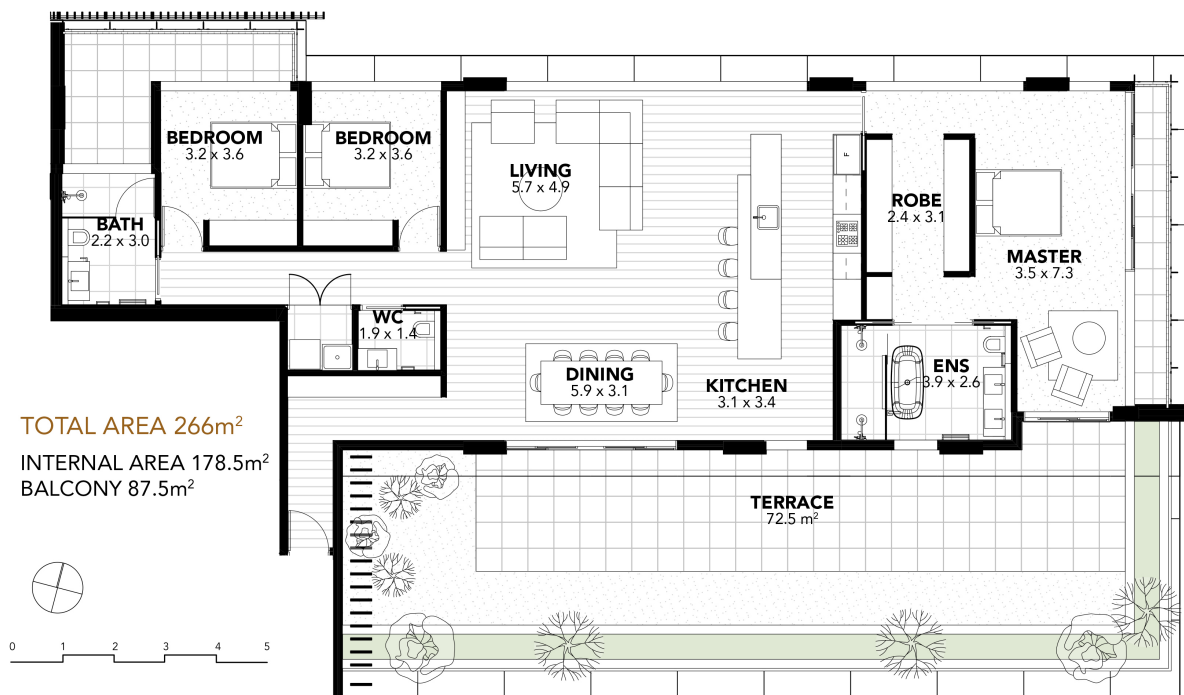 BEDROOM
3.2 x 3.6
BEDROOM
3.2 x 3.6
LIVING
5.7 x 4.9
F
ROBE
2.4 x 3.1
BATH
2.2 x 3.0
MASTER
3.5 x 7.3
WC
1.9 x 1.4
DINING
5.9 x 3.1
KITCHEN
3.1 x 3.4
ENS
3.9 x 2.6
TOTAL AREA 266m²
INTERNAL AREA 178.5m²
BALCONY 87.5m²
TERRACE
72.5 m²
0 1 2 3 4 5